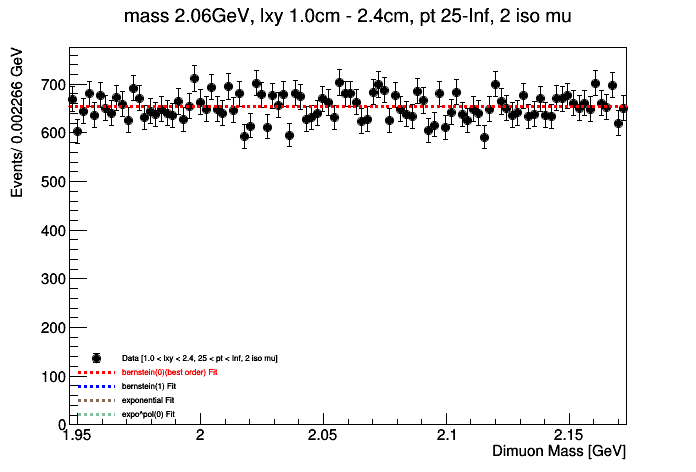 mass 2.06GeV, lxy 1.0cm - 2.4cm, pt 25-Inf, 2 iso mu
Events/ 0.002266 GeV
700
600
500
400
300
200
100
0
Data [1.0 < lxy < 2.4, 25 < pt < Inf, 2 iso mu]
bernstein(0)(best order) Fit
bernstein(1) Fit
exponential Fit
expo*pol(0) Fit
1.95 2 2.05 2.1 2.15
Dimuon Mass [GeV]